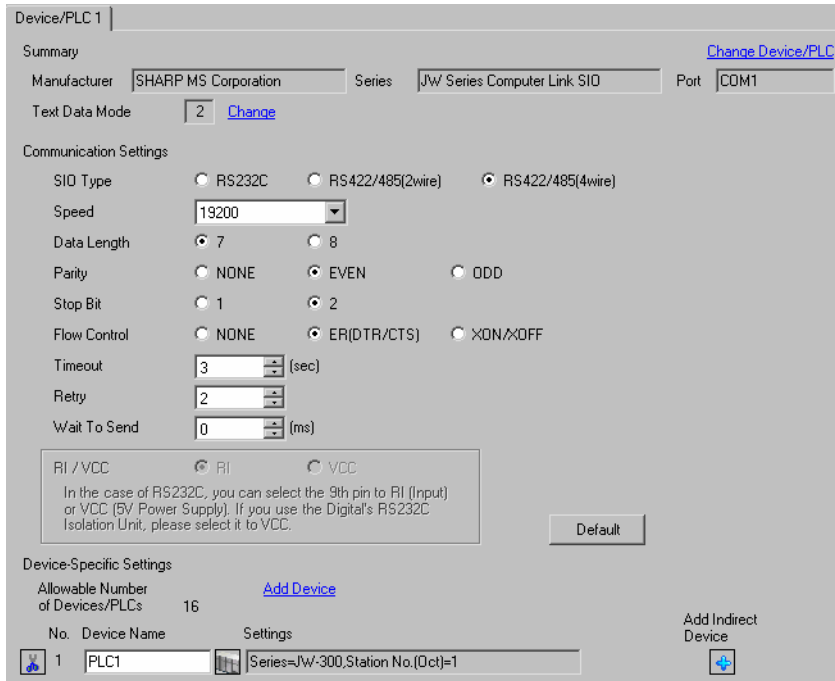 Device/PLC 1
Summary
Change Device/PLC
Manufacturer SHARP MS Corporation Series JW Series Computer Link SIO Port COM1
Text Data Mode 2 Change
Communication Settings
SIO Type RS232C RS422/485(2wire) RS422/485(4wire)
Speed 19200
Data Length 7 8
Parity NONE EVEN ODD
Stop Bit 1 2
Flow Control NONE ER(DTR/CTS) XON/XOFF
Timeout 3 (sec)
Retry 2
Wait To Send 0 (ms)
RI / VCC RI VCC
In the case of RS232C, you can select the 9th pin to RI (Input)
or VCC (5V Power Supply). If you use the Digital's RS232C
Isolation Unit, please select it to VCC.
Default
Device-Specific Settings
Allowable Number
of Devices/PLCs 16
Add Device
Add Indirect
Device
No. Device Name Settings
1 PLC1 Series=JW-300,Station No.(Oct)=1